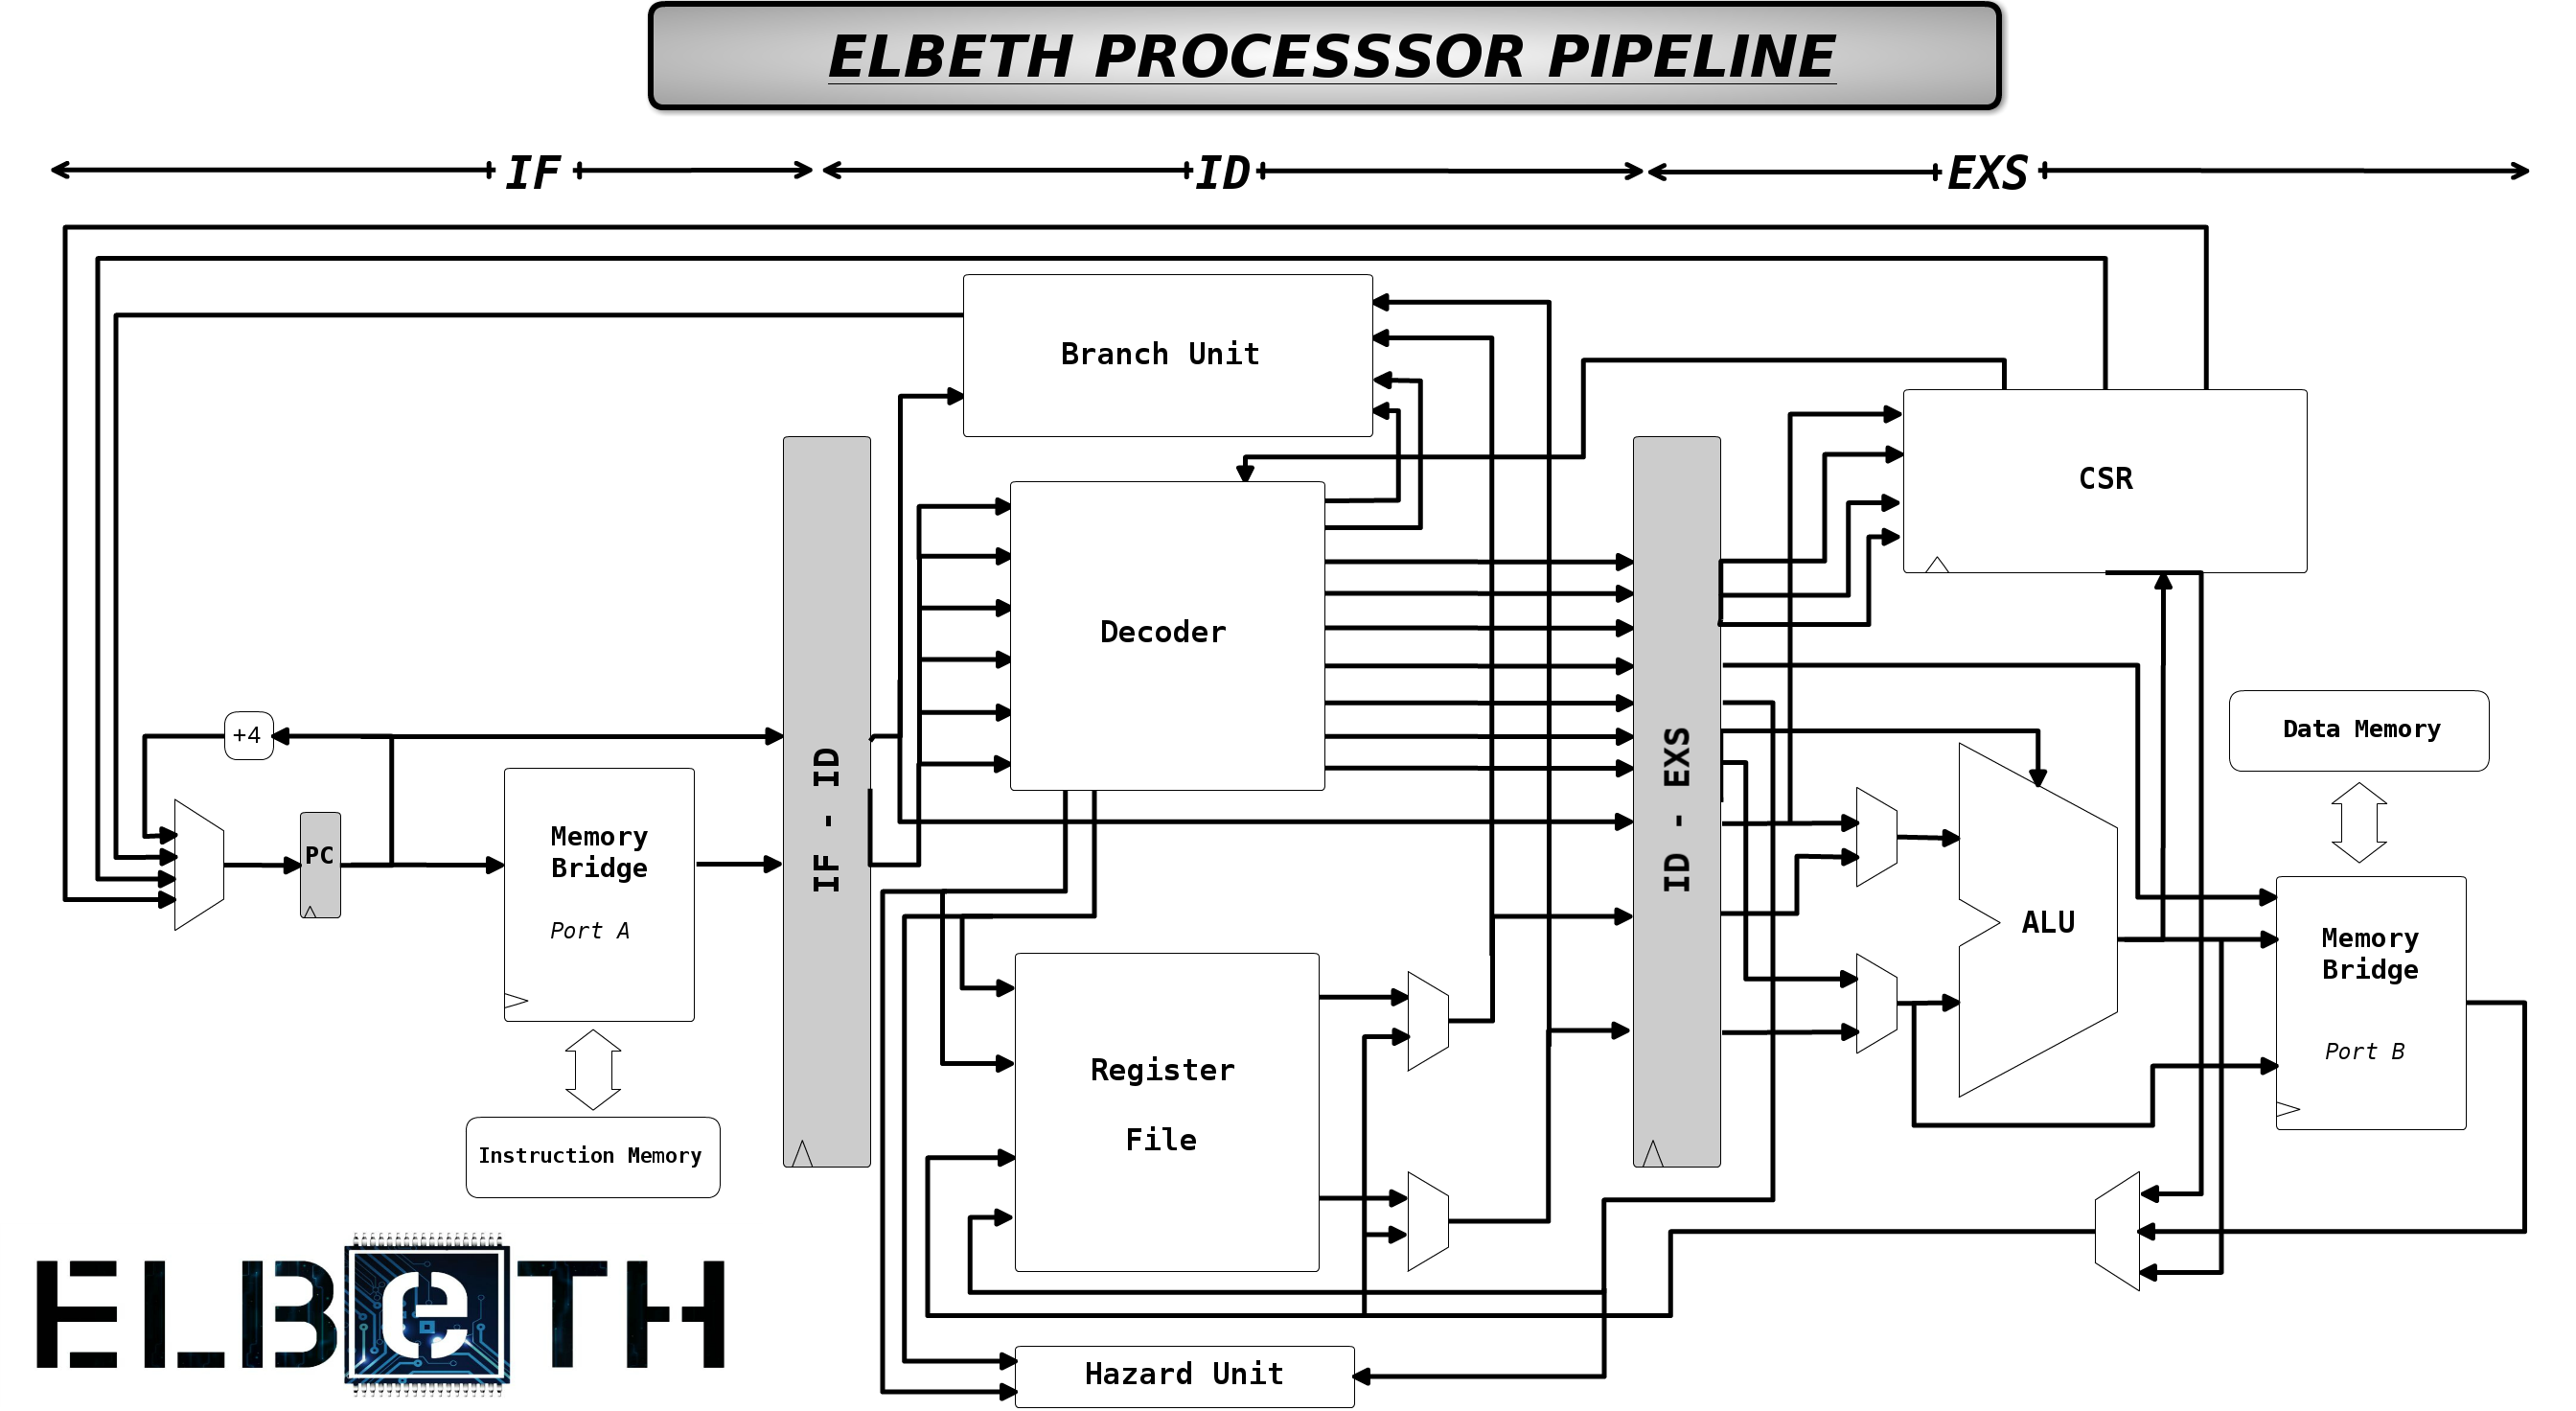 ELBETH PROCESSSOR PIPELINE
IF
ID
EXS
Branch Unit
CSR
Decoder
+4
PC
Memory
Bridge
Port A
IF - ID
ID - EXS
Data Memory
ALU
Memory
Bridge
Port B
Instruction Memory
Register
File
Hazard Unit
ELBeTH